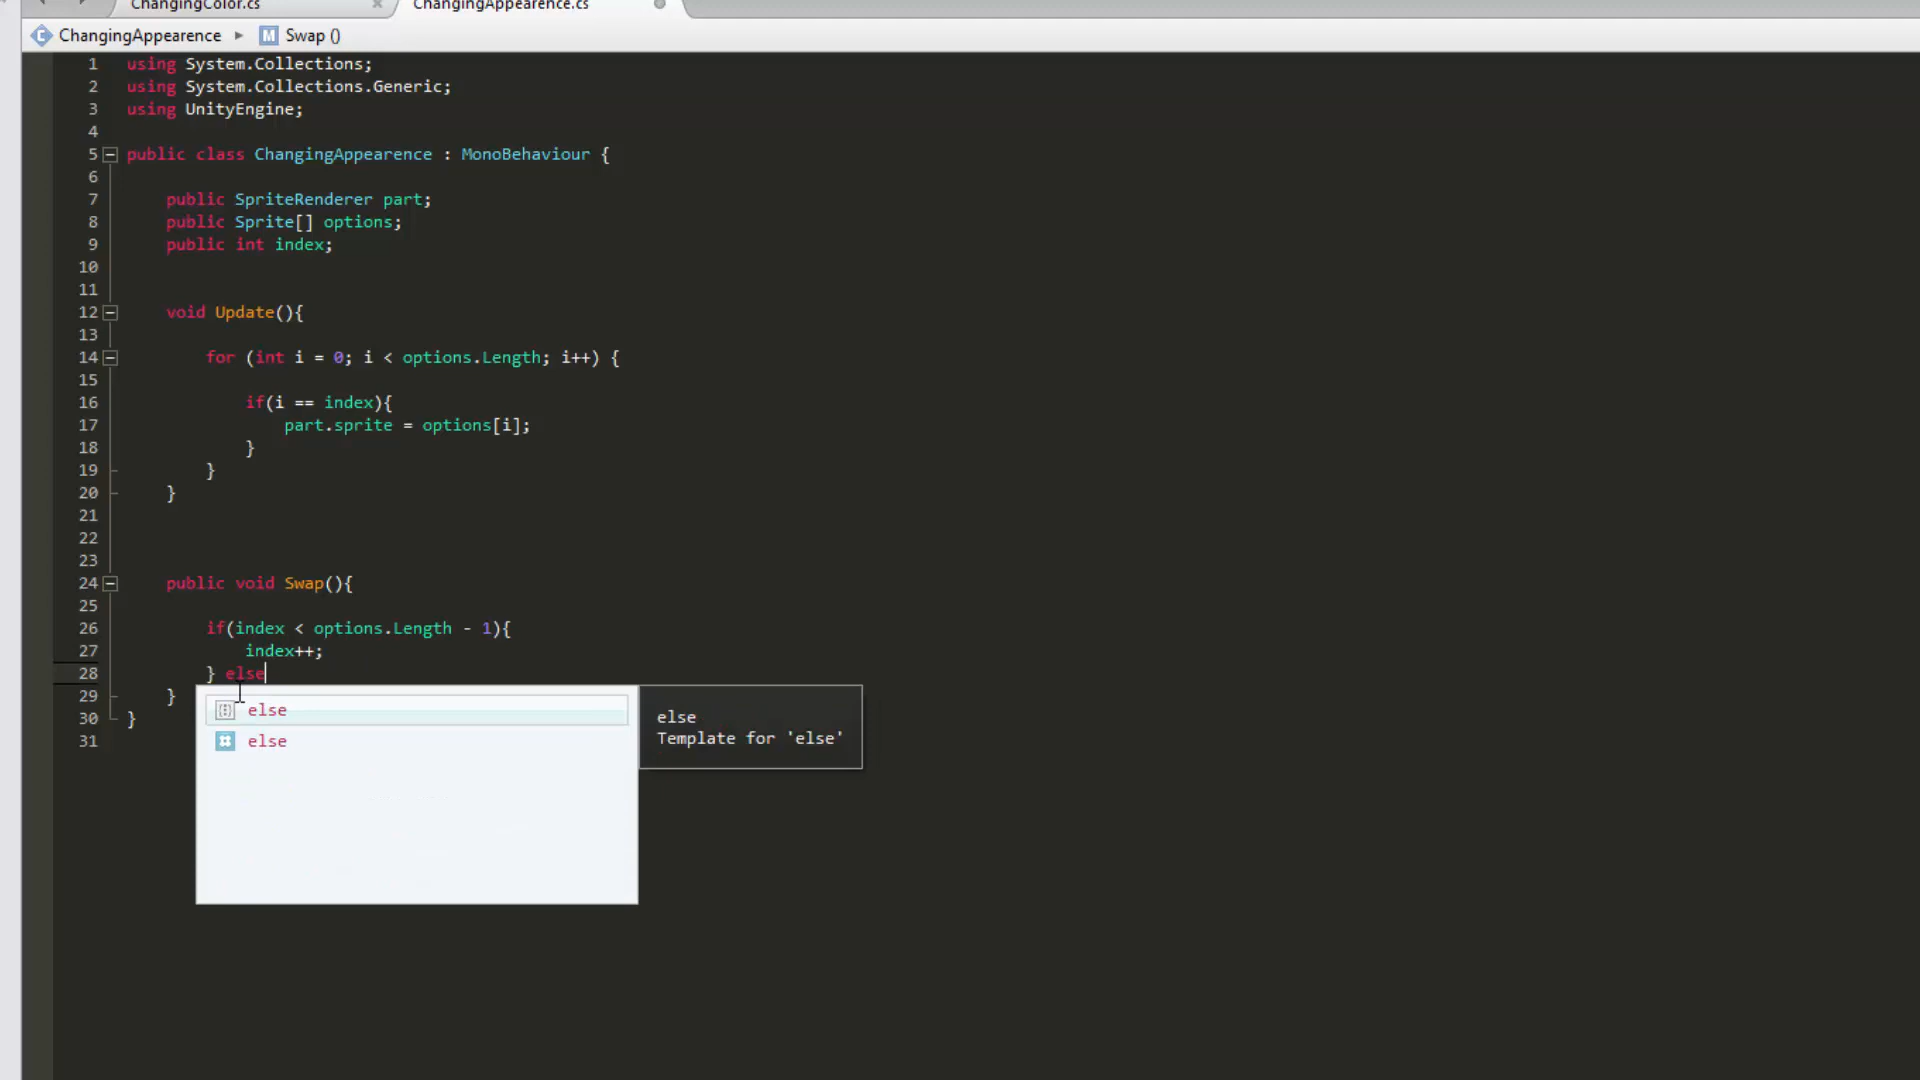 ChangingColor.cs
ChangingAppearence.cs
ChangingAppearence
Swap ()
1 using System.Collections;
2 using System.Collections.Generic;
3 using UnityEngine;
4
5 public class ChangingAppearence : MonoBehaviour {
6
7 public SpriteRenderer part;
8 public Sprite[] options;
9 public int index;
10
11
12 void Update(){
13
14 for (int i = 0; i < options.Length; i++) {
15
16 if(i == index){
17 part.sprite = options[i];
18 }
19 }
20 }
21
22
23
24 public void Swap(){
25
26 if(index < options.Length - 1){
27 index++;
28 } else
29 }
30 }
31
else
else
else
Template for 'else'